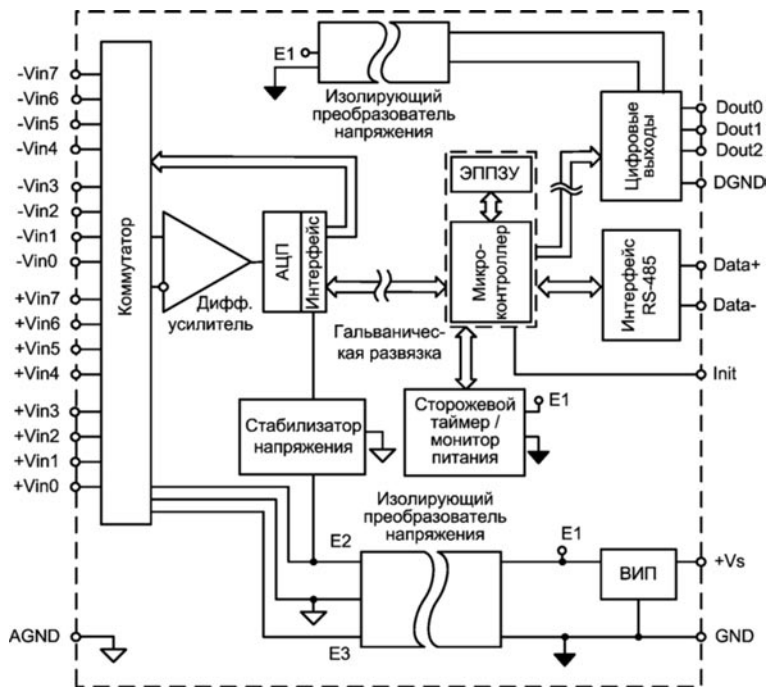 E1
Изолирующий
преобразователь
напряжения
-Vin7
-Vin6
-Vin5
-Vin4
-Vin3
-Vin2
-Vin1
-Vin0
+Vin7
+Vin6
+Vin5
+Vin4
+Vin3
+Vin2
+Vin1
+Vin0
AGND
Коммутатор
Дифф.
усилитель
АЦП
Интерфейс
Гальваничес-
кая развязка
ЭППЗУ
Микро-
контроллер
Цифровые
выходы
Dout0
Dout1
Dout2
DGND
Интерфейс
RS-485
Data+
Data-
Init
Стабилизатор
напряжения
Сторожевой
таймер /
монитор
питания
E1
Изолирующий
преобразователь
напряжения
E2
E3
E1
ВИП
+Vs
GND